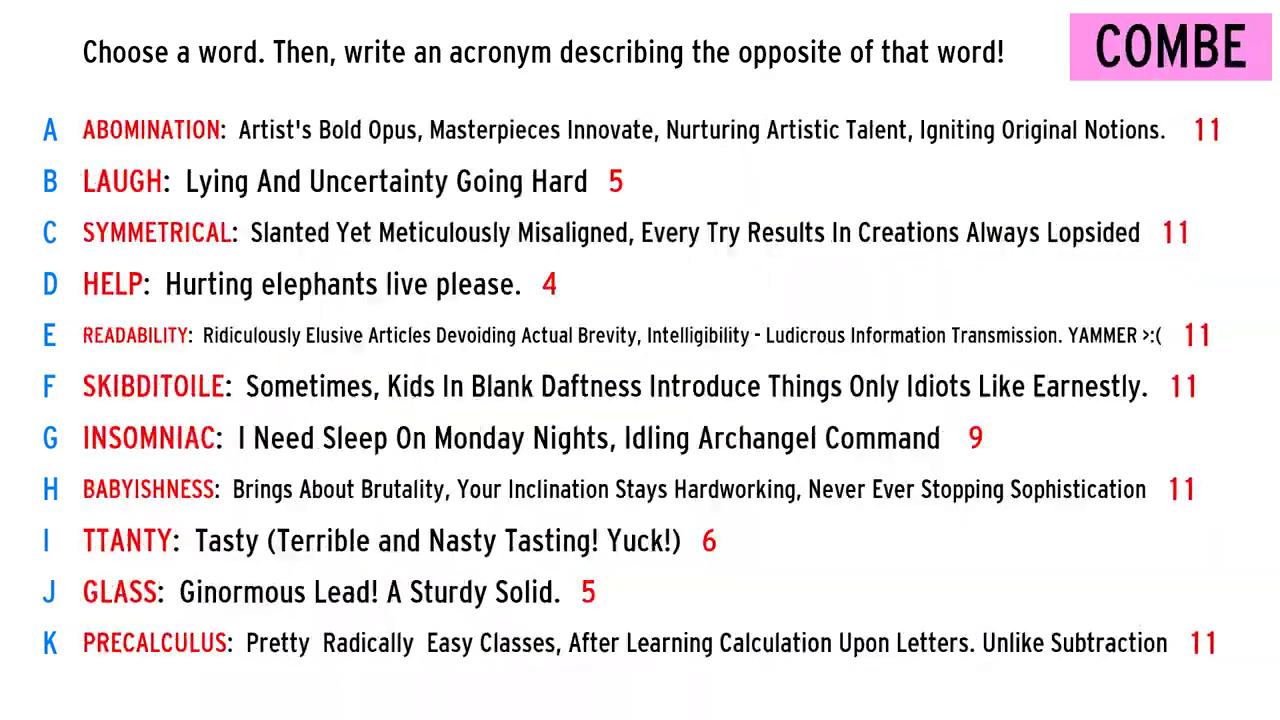 Choose a word. Then, write an acronym describing the opposite of that word!
COMBE
A ABOMINATION: Artist's Bold Opus, Masterpieces Innovate, Nurturing Artistic Talent, Igniting Original Notions. 11
B LAUGH: Lying And Uncertainty Going Hard 5
C SYMMETRICAL: Slanted Yet Meticulously Misaligned, Every Try Results In Creations Always Lopsided 11
D HELP: Hurting elephants live please. 4
E READABILITY: Ridiculously Elusive Articles Devoiding Actual Brevity, Intelligibility - Ludicrous Information Transmission. YAMMER >:( 11
F SKIBDITOILE: Sometimes, Kids In Blank Daftness Introduce Things Only Idiots Like Earnestly. 11
G INSOMNIAC: I Need Sleep On Monday Nights, Idling Archangel Command 9
H BABYISHNESS: Brings About Brutality, Your Inclination Stays Hardworking, Never Ever Stopping Sophistication 11
I TTANTY: Tasty (Terrible and Nasty Tasting! Yuck!) 6
J GLASS: Ginormous Lead! A Sturdy Solid. 5
K PRECALCULUS: Pretty Radically Easy Classes, After Learning Calculation Upon Letters. Unlike Subtraction 11